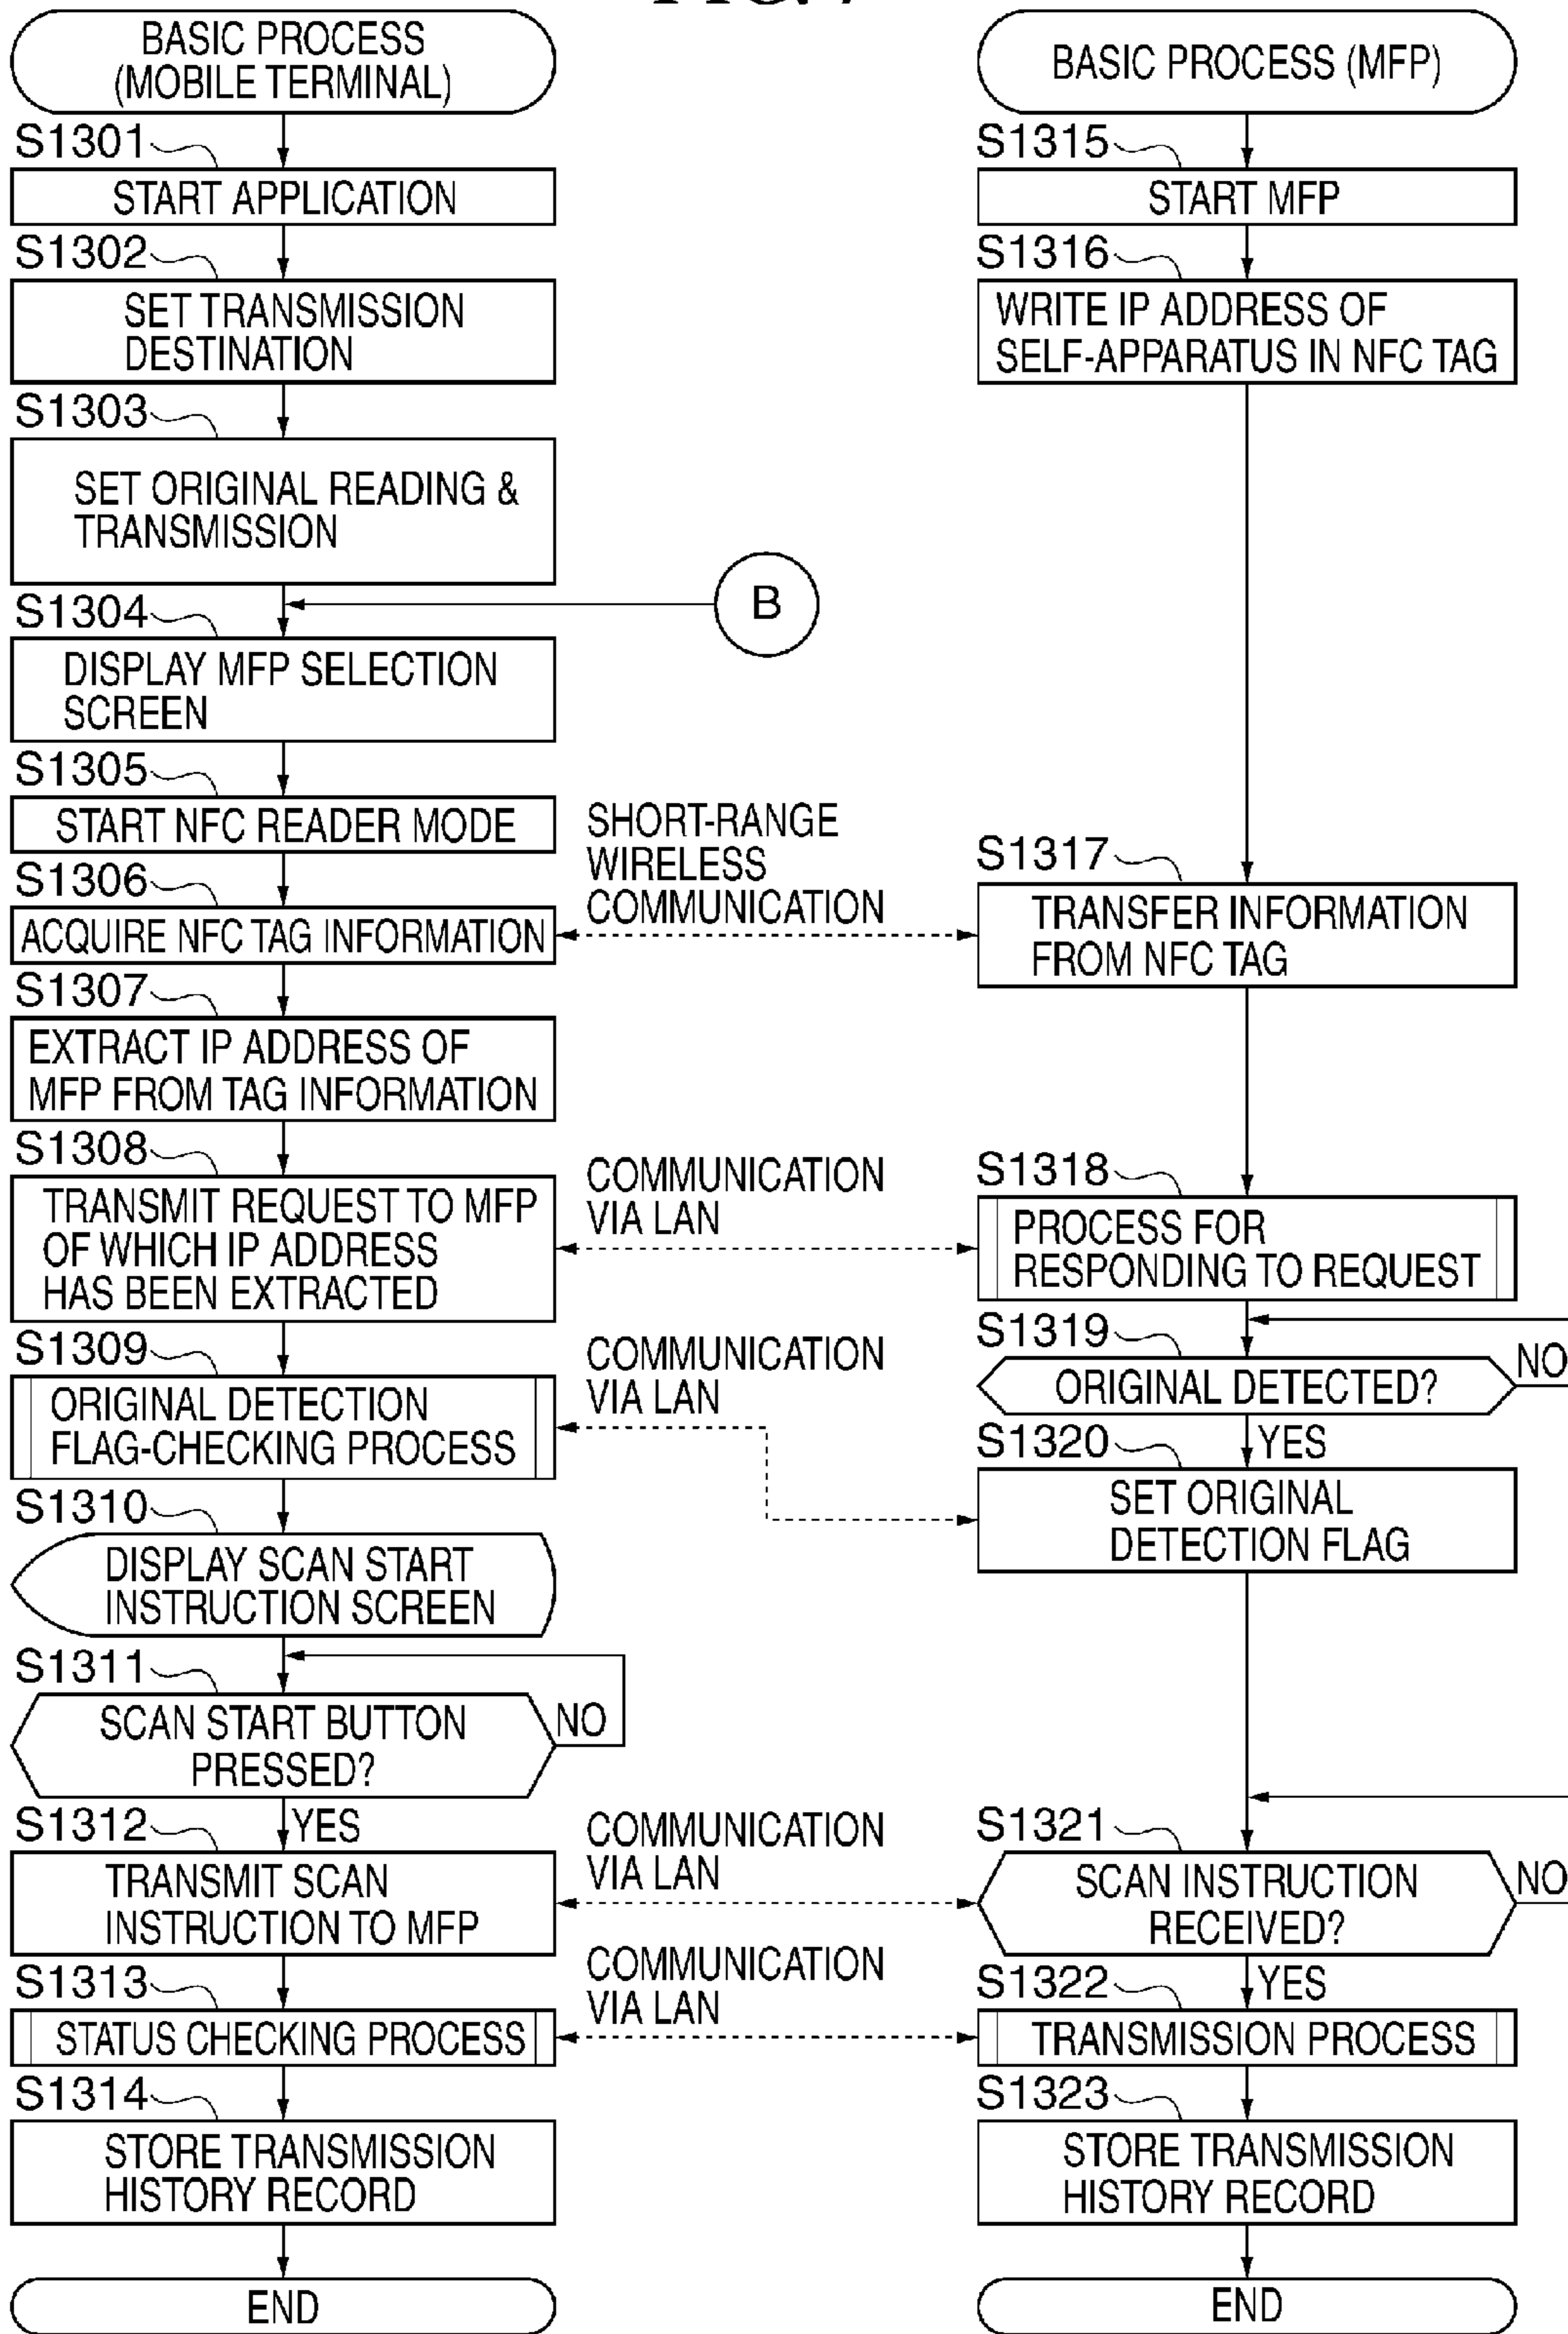 FIG. 7
BASIC PROCESS
(MOBILE TERMINAL)
S1301
START APPLICATION
S1302
SET TRANSMISSION
DESTINATION
S1303
SET ORIGINAL READING &
TRANSMISSION
B
S1304
DISPLAY MFP SELECTION
SCREEN
S1305
START NFC READER MODE
S1306
ACQUIRE NFC TAG INFORMATION
SHORT-RANGE
WIRELESS
COMMUNICATION
S1307
EXTRACT IP ADDRESS OF
MFP FROM TAG INFORMATION
S1308
TRANSMIT REQUEST TO MFP
OF WHICH IP ADDRESS
HAS BEEN EXTRACTED
COMMUNICATION
VIA LAN
S1309
ORIGINAL DETECTION
FLAG-CHECKING PROCESS
COMMUNICATION
VIA LAN
S1310
DISPLAY SCAN START
INSTRUCTION SCREEN
S1311
SCAN START BUTTON
PRESSED?
NO
YES
S1312
TRANSMIT SCAN
INSTRUCTION TO MFP
COMMUNICATION
VIA LAN
S1313
STATUS CHECKING PROCESS
COMMUNICATION
VIA LAN
S1314
STORE TRANSMISSION
HISTORY RECORD
END
BASIC PROCESS (MFP)
S1315
START MFP
S1316
WRITE IP ADDRESS OF
SELF-APPARATUS IN NFC TAG
S1317
TRANSFER INFORMATION
FROM NFC TAG
S1318
PROCESS FOR
RESPONDING TO REQUEST
S1319
ORIGINAL DETECTED?
NO
YES
S1320
SET ORIGINAL
DETECTION FLAG
S1321
SCAN INSTRUCTION
RECEIVED?
NO
YES
S1322
TRANSMISSION PROCESS
S1323
STORE TRANSMISSION
HISTORY RECORD
END